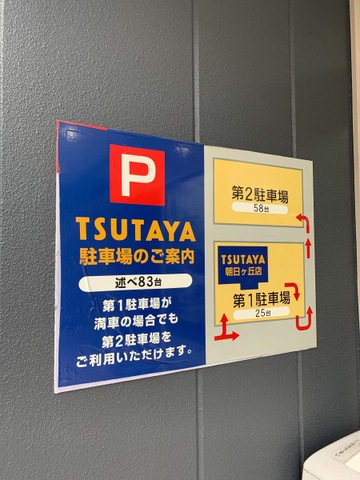 P
TSUTAYA
駐車場のご案内
述べ83台
第1駐車場が
満車の場合でも
第2駐車場を
ご利用いただけます。
第2駐車場
58台
TSUTAYA
朝日ヶ丘店
第1駐車場
25台